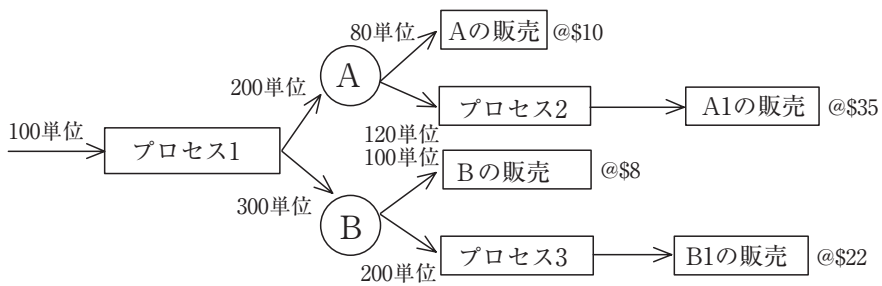 80単位
Aの販売
@$10
A
200単位
プロセス2
A1の販売
@$35
100単位
プロセス1
120単位
100単位
Bの販売
@$8
300単位
B
プロセス3
B1の販売
@$22
200単位